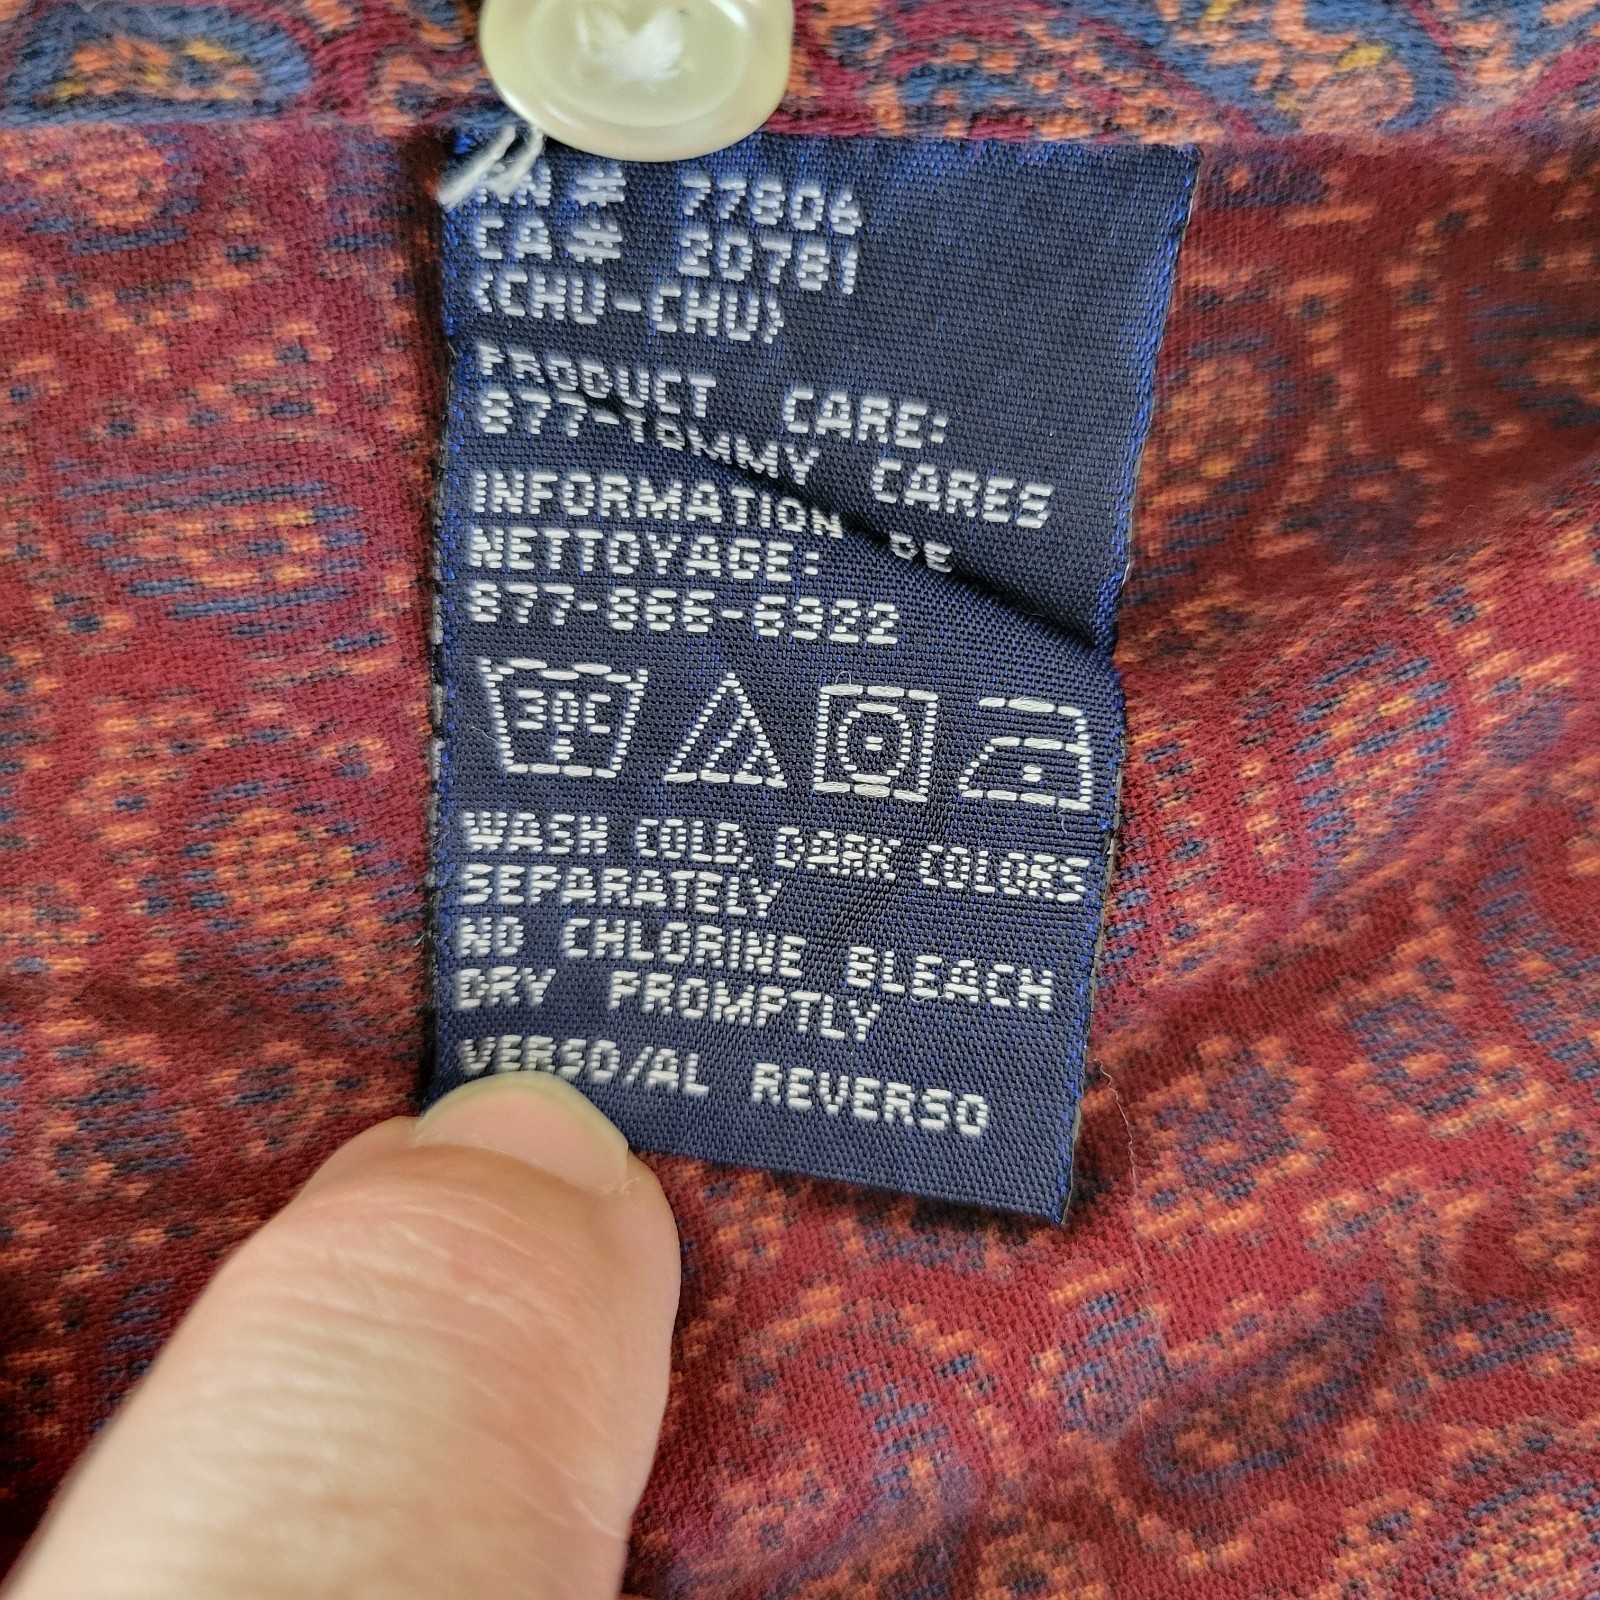 RN# 77806
CA# 20781
(CHU-CHU)
PRODUCT CARE:
877-TOMMY CARES
INFORMATION DE
NETTOYAGE:
877-866-6922
30C
WASH COLD, DARK COLORS
SEPARATELY
NO CHLORINE BLEACH
DRY PROMPTLY
VERSO/AL REVERSO